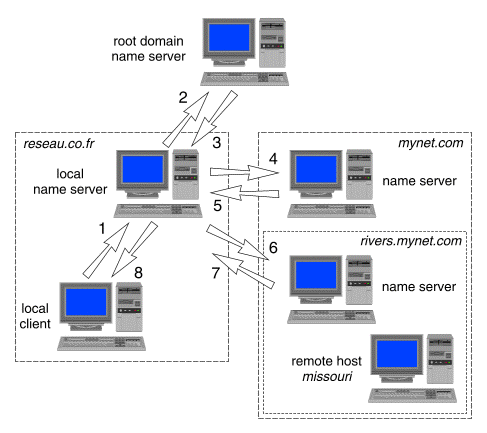 root domain
name server
2
3
reseau.co.fr
mynet.com
local
name server
4
name server
5
1
rivers.mynet.com
6
7
8
name server
local
client
remote host
missouri